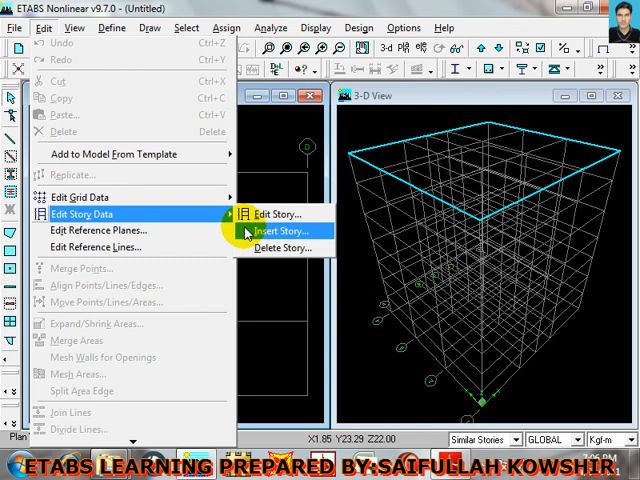 ETABS Nonlinear v9.7.0 - (Untitled)
File Edit View Define Draw Select Assign Analyze Display Design Options Help
Undo Ctrl+Z
Redo Ctrl+Y
3-d
Cut Ctrl+X
Copy Ctrl+C
Paste... Ctrl+V
Delete Delete
3-D View
Add to Model From Template
Replicate...
Edit Grid Data
Edit Story Data
Edit Story...
Edit Reference Planes...
Insert Story...
Edit Reference Lines...
Delete Story...
Merge Points...
Align Points/Lines/Edges...
Move Points/Lines/Areas...
Expand/Shrink Areas...
Merge Areas
Mesh Walls for Openings
Mesh Areas...
Split Area Edge
Join Lines
Divide Lines...
Plan
X1.85 Y23.29 Z22.00
Similar Stories
GLOBAL
Kgf-m
ETABS LEARNING PREPARED BY:SAIFULLAH KOWSHIR